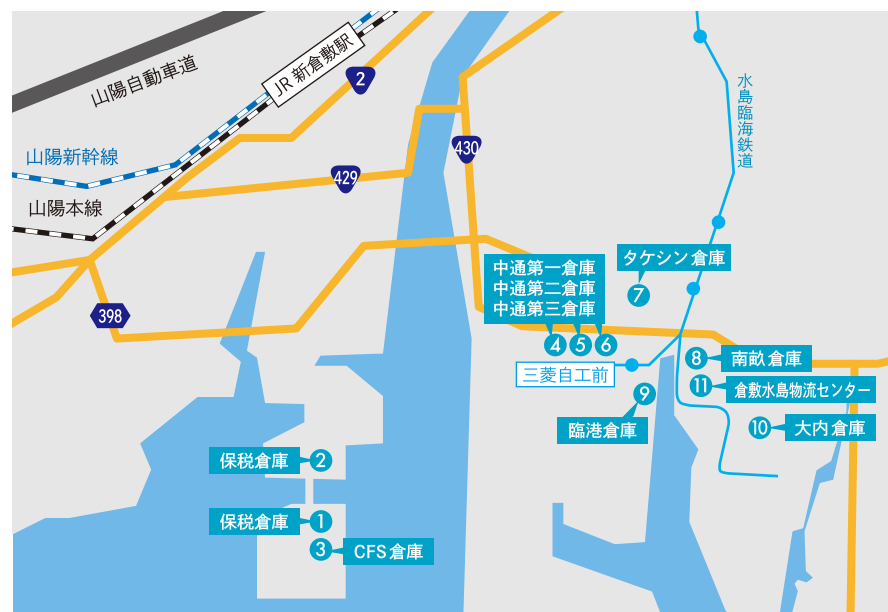 山陽自動車道
JR 新倉敷駅
2
水島臨海鉄道
山陽新幹線
430
429
山陽本線
398
タケシン倉庫
7
中通第一倉庫
中通第二倉庫
中通第三倉庫
4
5
6
三菱自工前
8
南畝倉庫
11
倉敷水島物流センター
9
臨港倉庫
10
大内倉庫
保税倉庫
2
保税倉庫
1
3
CFS倉庫